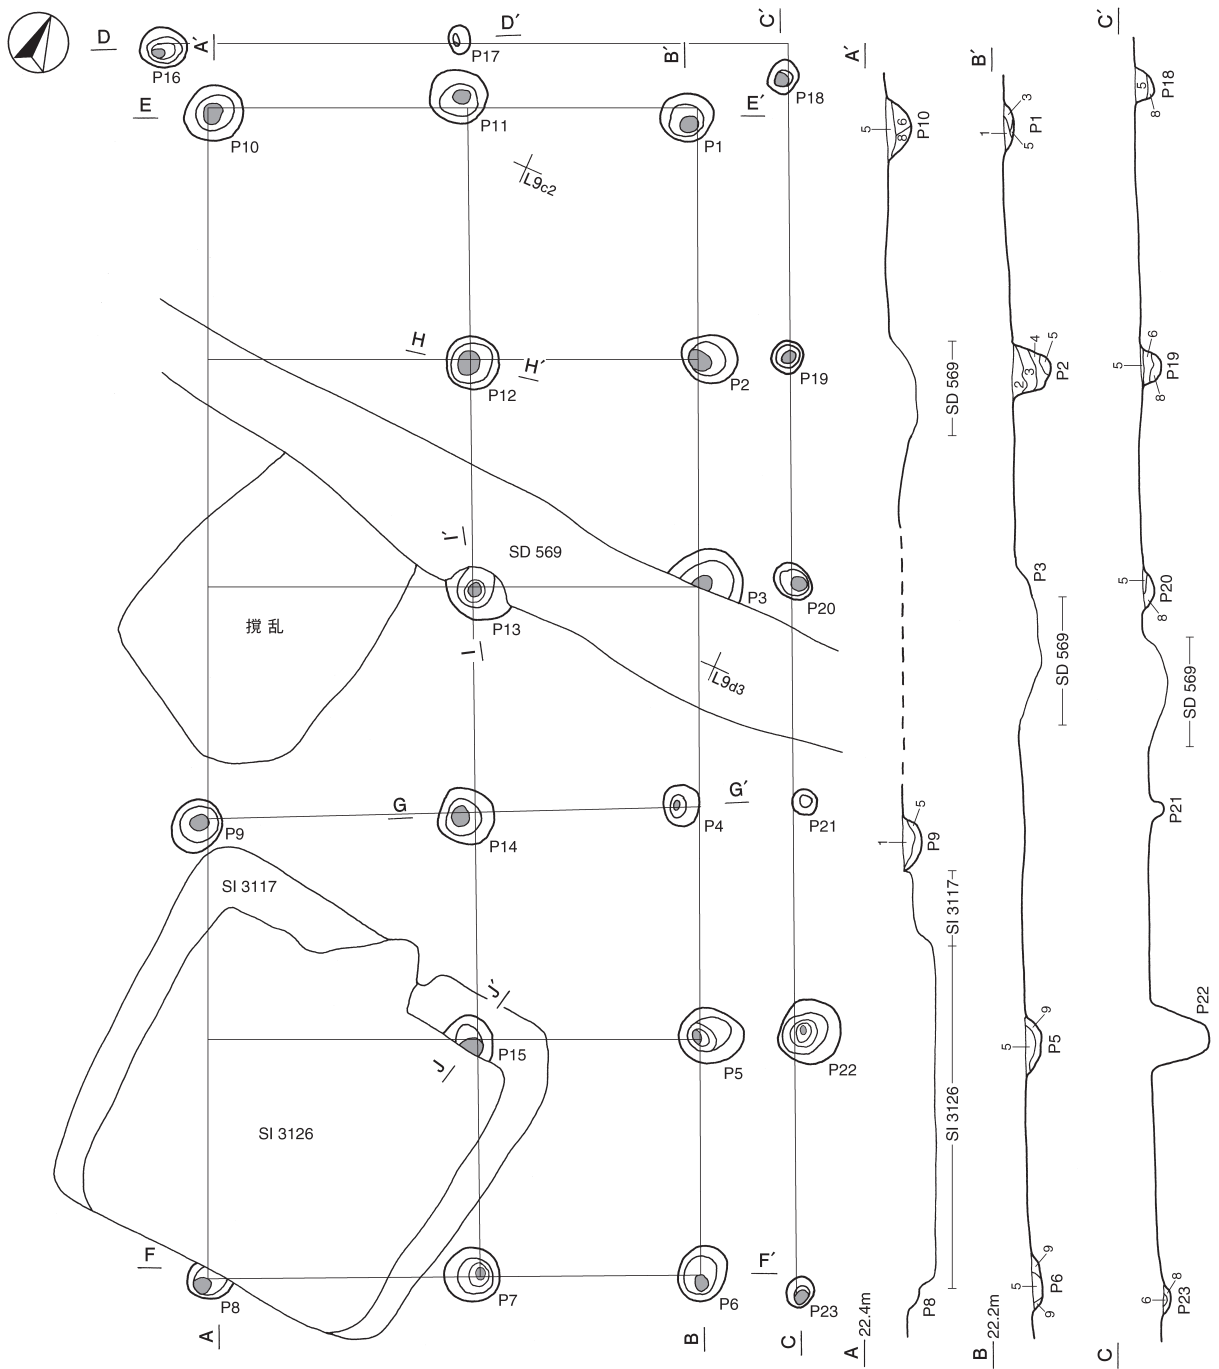 D
A′
D′
B′
C′
P16
P17
P18
E
E′
P10
P11
P1
L9c2
H
H′
P12
P2
P19
I′
SD 569
P13
P3
P20
撹乱
I
L9d3
G
G′
P9
P14
P4
P21
SI 3117
J′
P15
J
P5
P22
SI 3126
F
F′
P8
P7
P6
P23
A
B
C
A′
5
6
8
P10
SD 569
5
1
P9
SI 3117
SI 3126
P8
A 22.4m
B′
3
1
5
P1
4
5
2
3
P2
P3
SD 569
9
5
P5
9
5
9
P6
B 22.2m
C′
5
8
P18
6
5
8
P19
5
8
P20
SD 569
P21
P22
8
6
P23
C